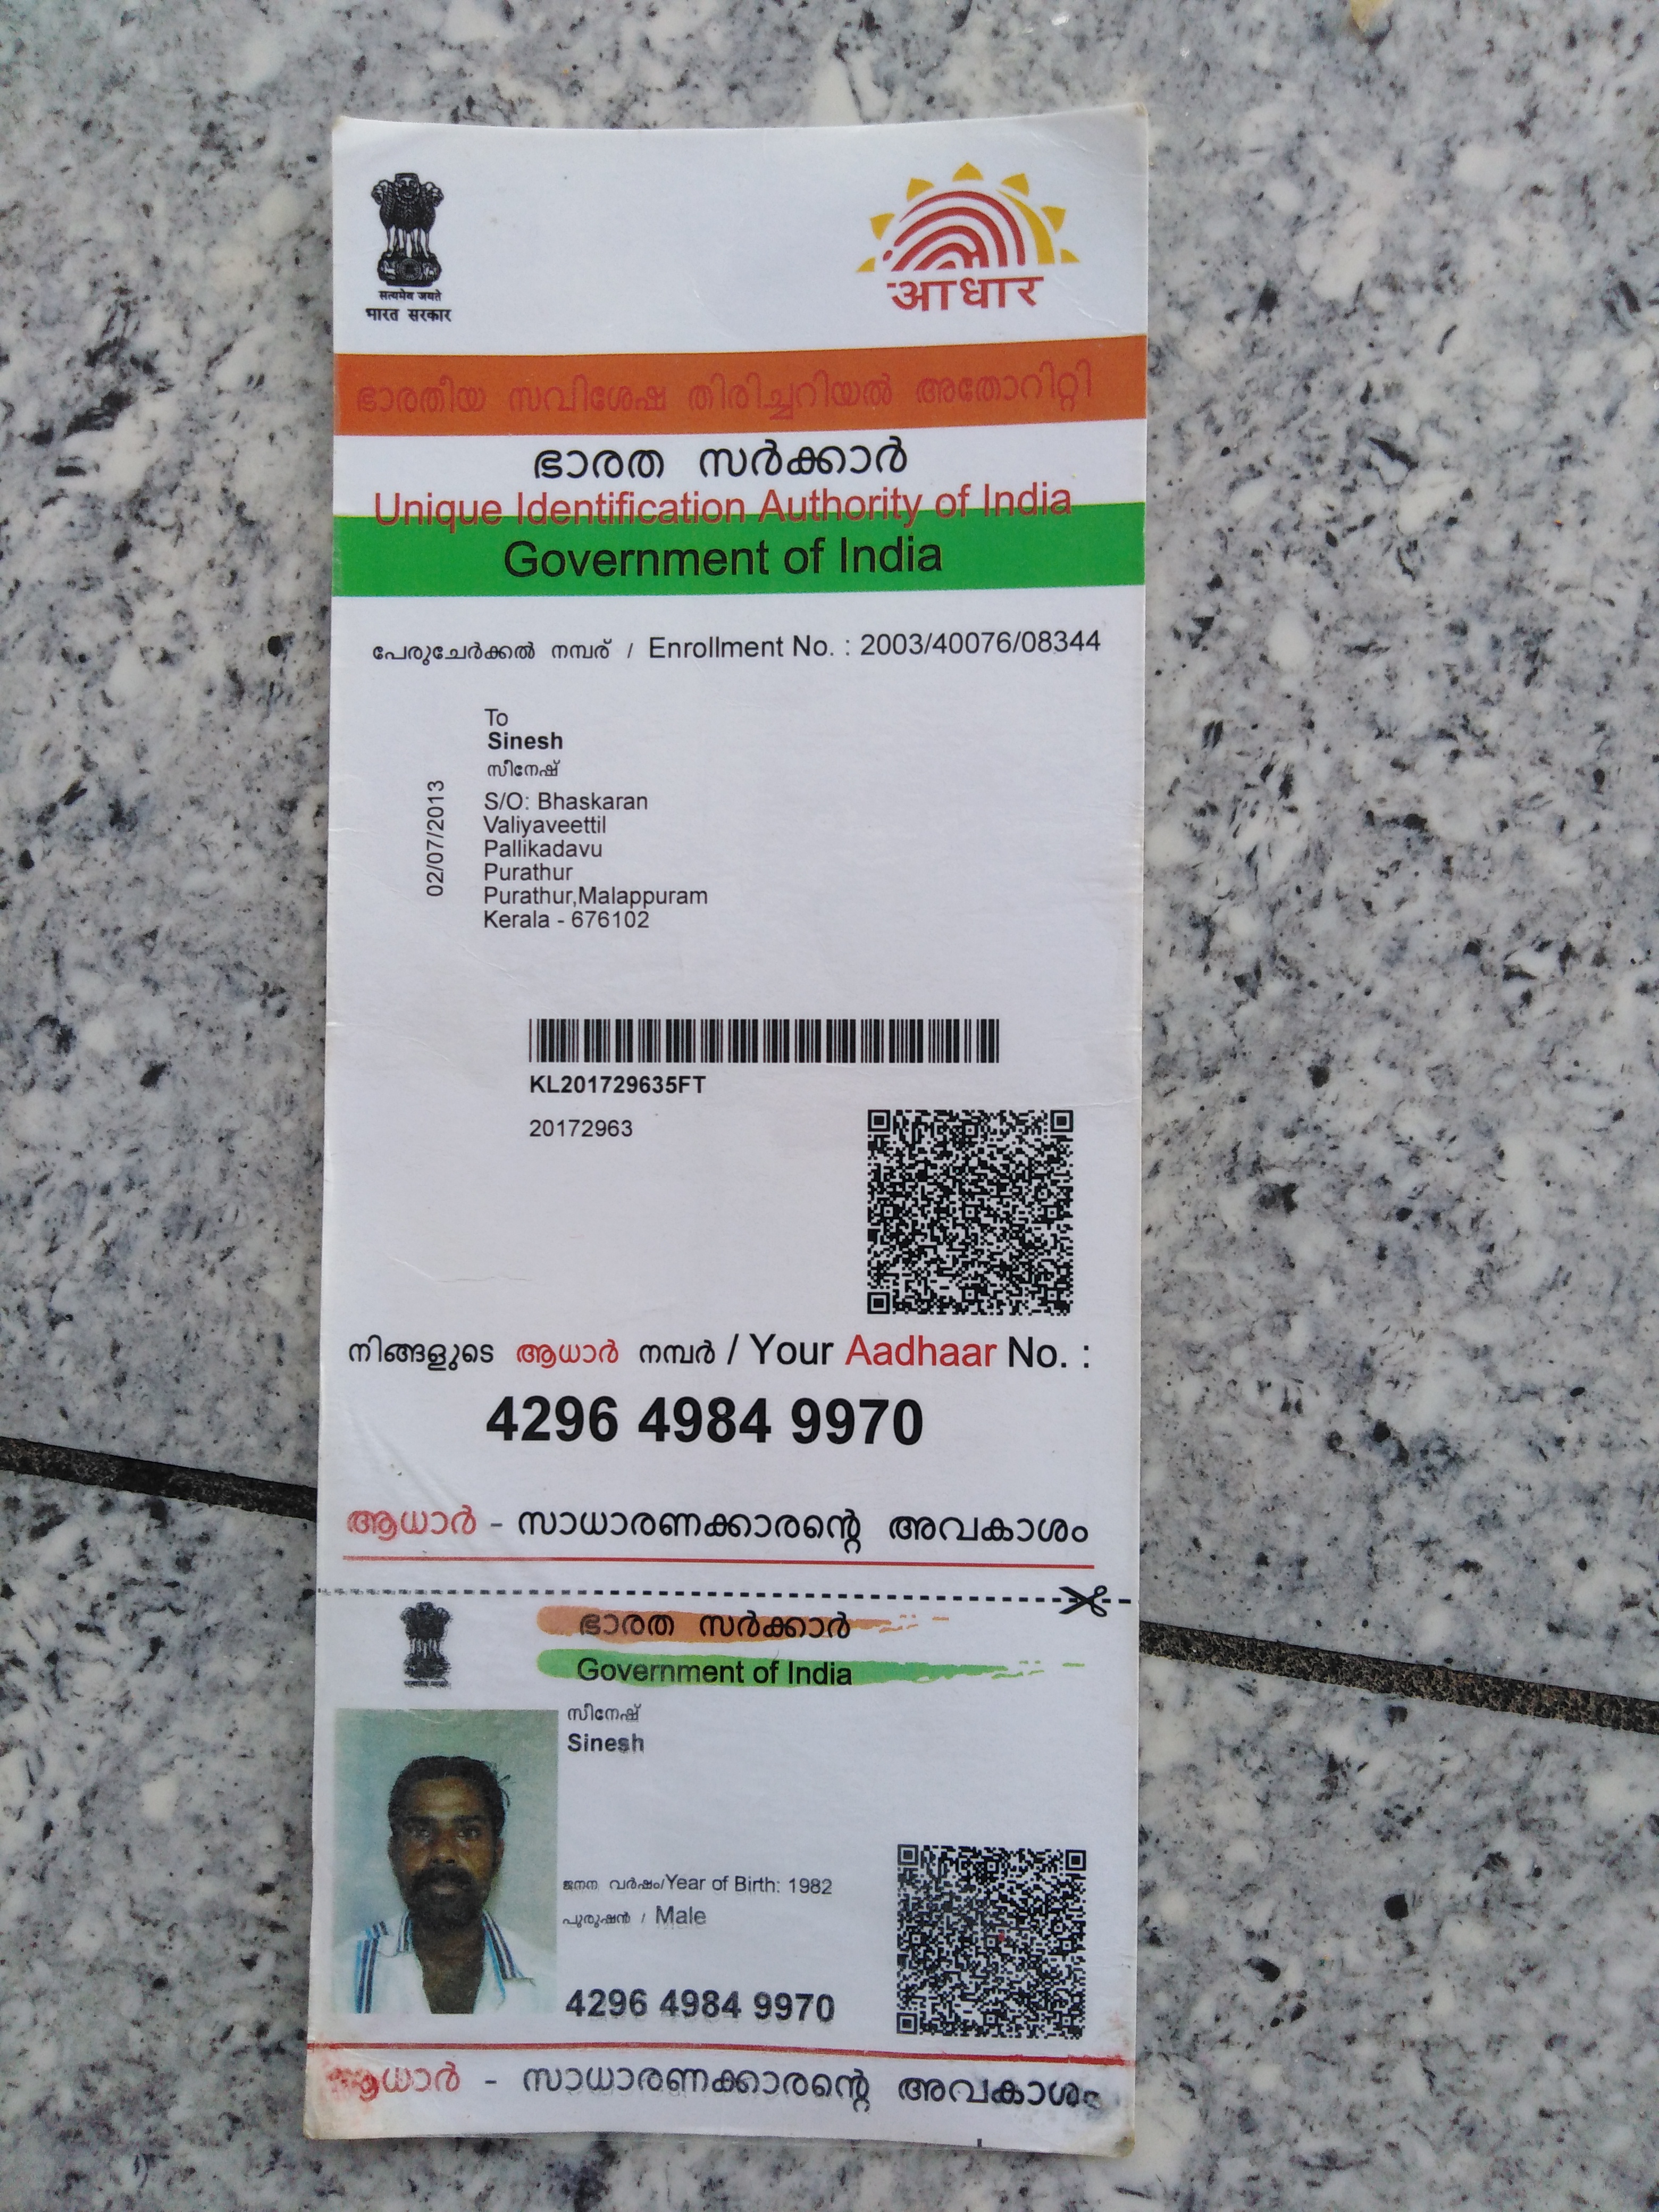 सत्यमेव जयते
भारत सरकार
आधार
ഭാരതീയ സവിശേഷ തിരിച്ചറിയൽ അതോറിറ്റി
ഭാരത സർക്കാർ
Unique Identification Authority of India
Government of India
പേരുചേർക്കൽ നമ്പര് / Enrollment No. : 2003/40076/08344
02/07/2013
To
Sinesh
സീനേഷ്
S/O: Bhaskaran
Valiyaveettil
Pallikadavu
Purathur
Purathur,Malappuram
Kerala - 676102
KL201729635FT
20172963
നിങ്ങളുടെ ആധാർ നമ്പർ / Your Aadhaar No. :
4296 4984 9970
ആധാർ - സാധാരണക്കാരന്റെ അവകാശം
ഭാരത സർക്കാർ
Government of India
സീനേഷ്
Sinesh
ജനന വർഷം/Year of Birth: 1982
പുരുഷൻ / Male
4296 4984 9970
ആധാർ - സാധാരണക്കാരന്റെ അവകാശം